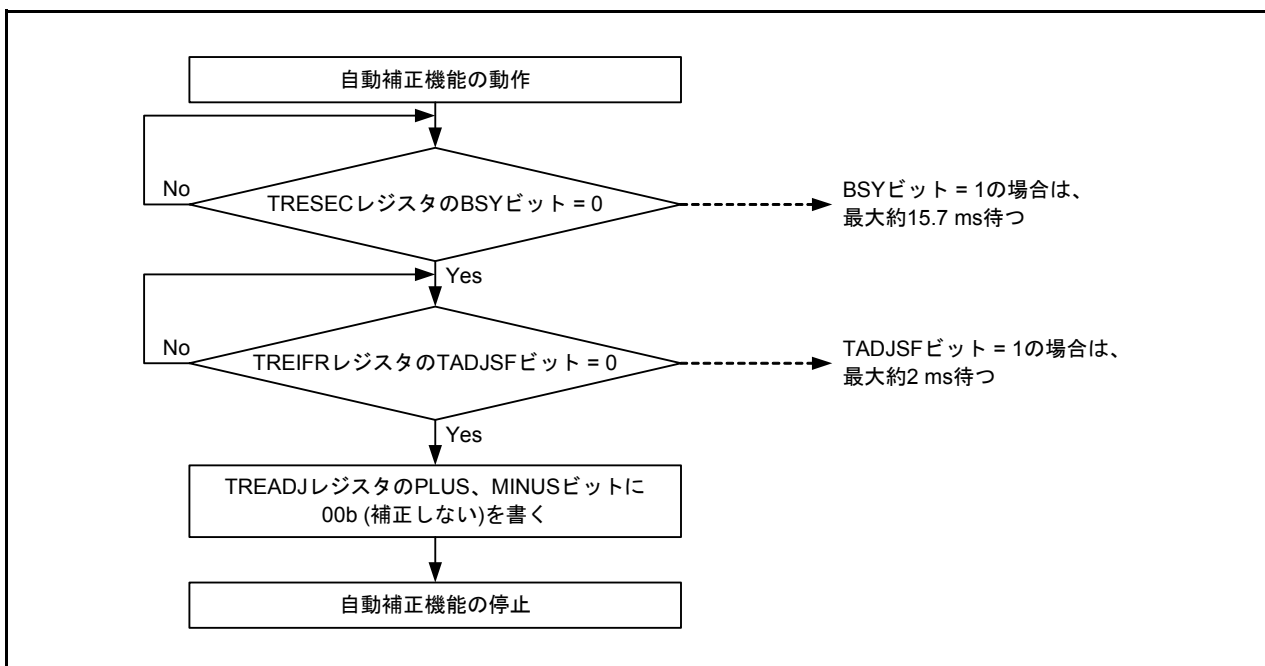 自動補正機能の動作
No
TRESECレジスタのBSYビット = 0
BSYビット = 1の場合は、
最大約15.7 ms待つ
Yes
No
TREIFRレジスタのTADJSFビット = 0
TADJSFビット = 1の場合は、
最大約2 ms待つ
Yes
TREADJレジスタのPLUS、MINUSビットに
00b (補正しない)を書く
自動補正機能の停止